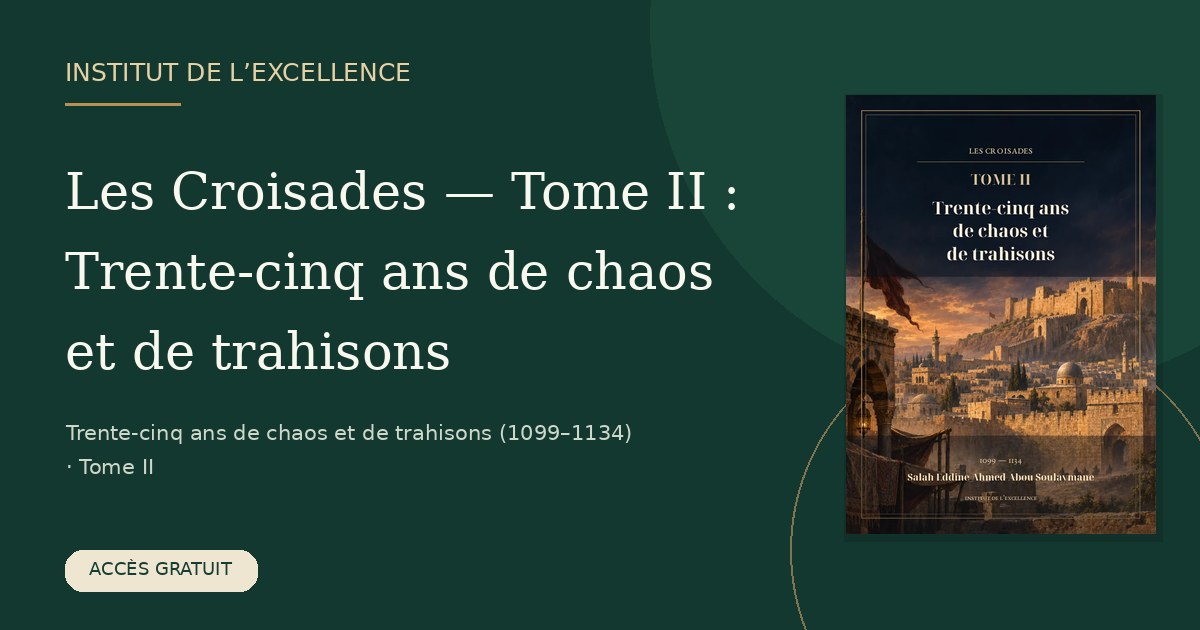 INSTITUT DE L’EXCELLENCE
Les Croisades — Tome II :
Trente-cinq ans de chaos
et de trahisons
Trente-cinq ans de chaos et de trahisons (1099–1134)
· Tome II
ACCÈS GRATUIT
LES CROISADES
TOME II
Trente-cinq ans
de chaos et
de trahisons
1099 — 1134
Salah Eddine Ahmed Abou Soulaymane
INSTITUT DE L’EXCELLENCE